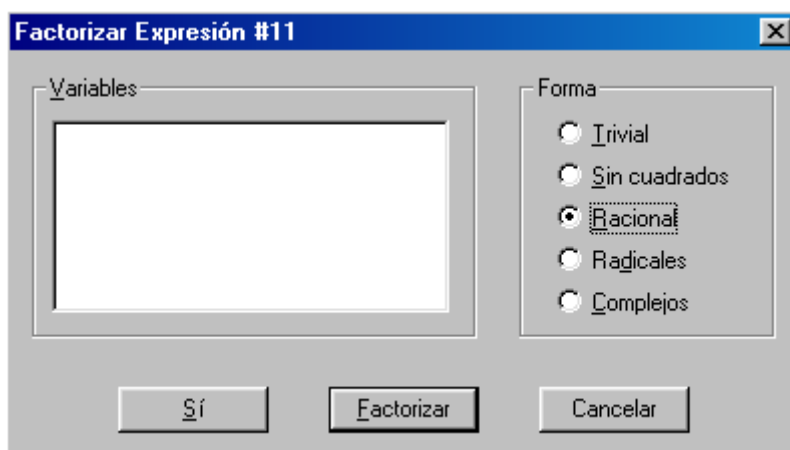 Factorizar Expresión #11
Variables
Forma
Trivial
Sin cuadrados
Racional
Radicales
Complejos
Sí
Factorizar
Cancelar